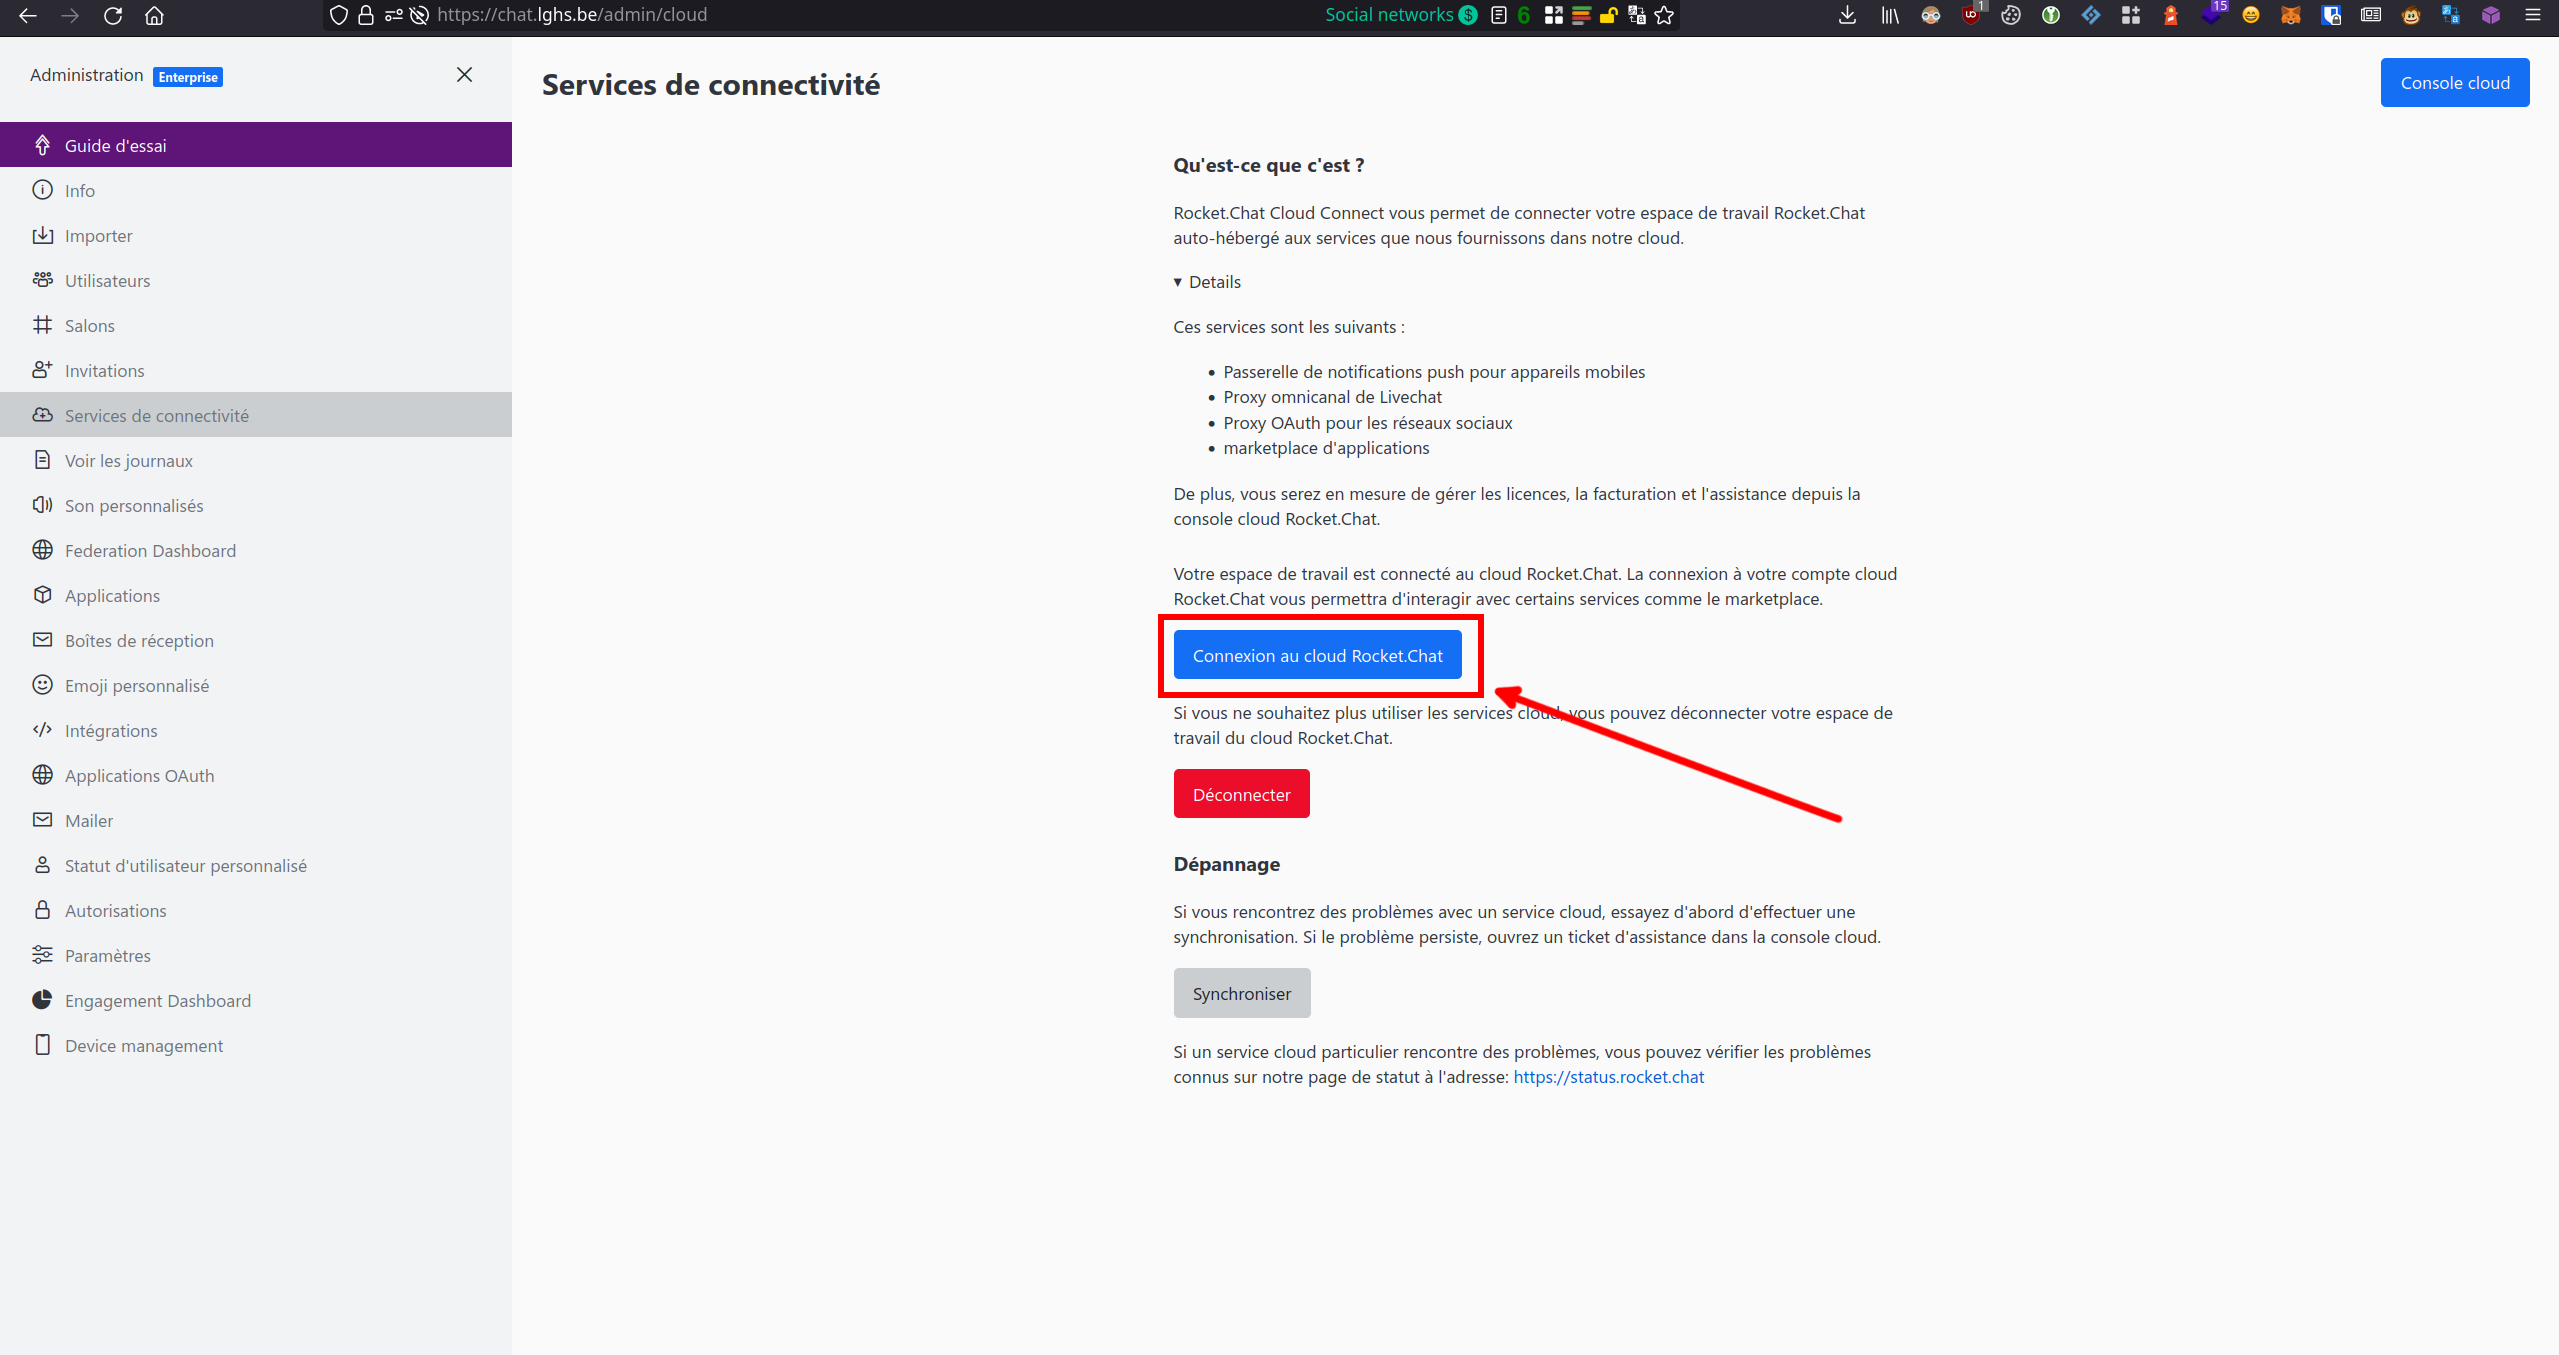 https://chat.lghs.be/admin/cloud
Social networks
6
1
15
Administration Enterprise
Guide d'essai
Info
Importer
Utilisateurs
Salons
Invitations
Services de connectivité
Voir les journaux
Son personnalisés
Federation Dashboard
Applications
Boîtes de réception
Emoji personnalisé
Intégrations
Applications OAuth
Mailer
Statut d'utilisateur personnalisé
Autorisations
Paramètres
Engagement Dashboard
Device management
Services de connectivité
Console cloud
Qu'est-ce que c'est ?
Rocket.Chat Cloud Connect vous permet de connecter votre espace de travail Rocket.Chat
auto-hébergé aux services que nous fournissons dans notre cloud.
▾ Details
Ces services sont les suivants :
• Passerelle de notifications push pour appareils mobiles
• Proxy omnicanal de Livechat
• Proxy OAuth pour les réseaux sociaux
• marketplace d'applications
De plus, vous serez en mesure de gérer les licences, la facturation et l'assistance depuis la
console cloud Rocket.Chat.
Votre espace de travail est connecté au cloud Rocket.Chat. La connexion à votre compte cloud
Rocket.Chat vous permettra d'interagir avec certains services comme le marketplace.
Connexion au cloud Rocket.Chat
Si vous ne souhaitez plus utiliser les services cloud, vous pouvez déconnecter votre espace de
travail du cloud Rocket.Chat.
Déconnecter
Dépannage
Si vous rencontrez des problèmes avec un service cloud, essayez d'abord d'effectuer une
synchronisation. Si le problème persiste, ouvrez un ticket d'assistance dans la console cloud.
Synchroniser
Si un service cloud particulier rencontre des problèmes, vous pouvez vérifier les problèmes
connus sur notre page de statut à l'adresse: https://status.rocket.chat